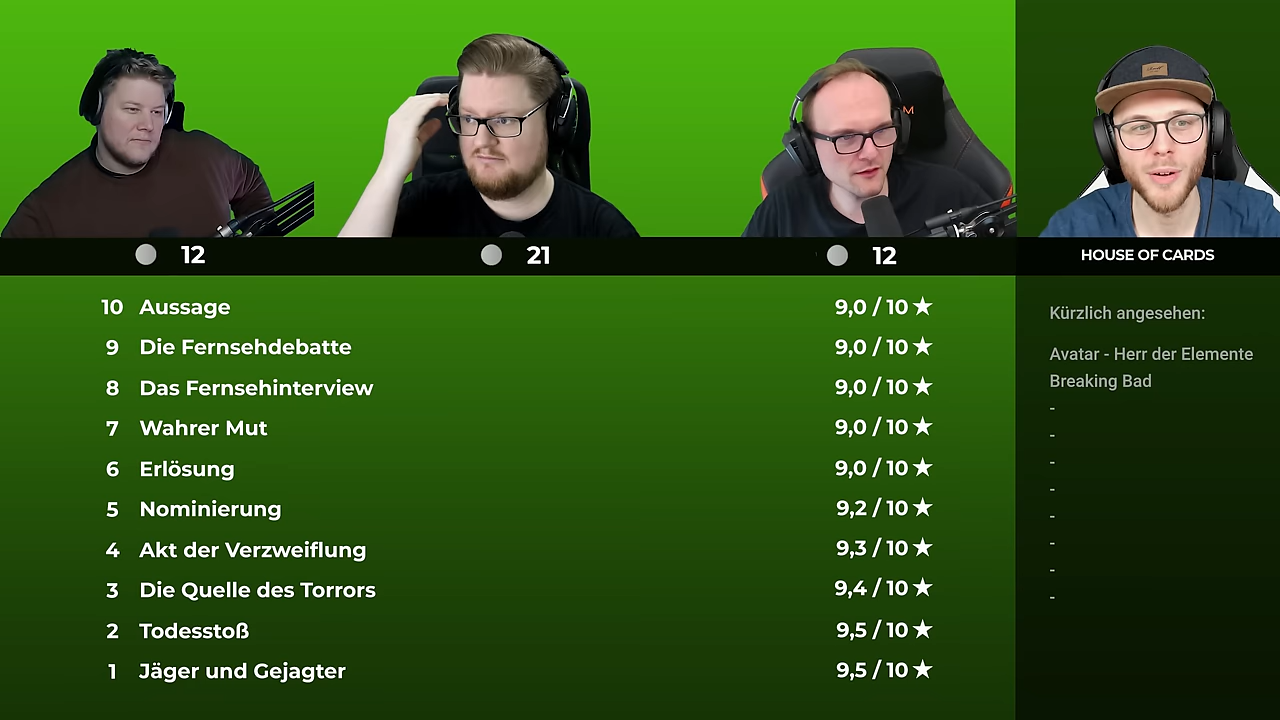 12
21
12
HOUSE OF CARDS
10 Aussage 9,0 / 10 ★
9 Die Fernsehdebatte 9,0 / 10 ★
8 Das Fernsehinterview 9,0 / 10 ★
7 Wahrer Mut 9,0 / 10 ★
6 Erlösung 9,0 / 10 ★
5 Nominierung 9,2 / 10 ★
4 Akt der Verzweiflung 9,3 / 10 ★
3 Die Quelle des Torrors 9,4 / 10 ★
2 Todesstoß 9,5 / 10 ★
1 Jäger und Gejagter 9,5 / 10 ★
Kürzlich angesehen:
Avatar - Herr der Elemente
Breaking Bad
-
-
-
-
-
-
-
-